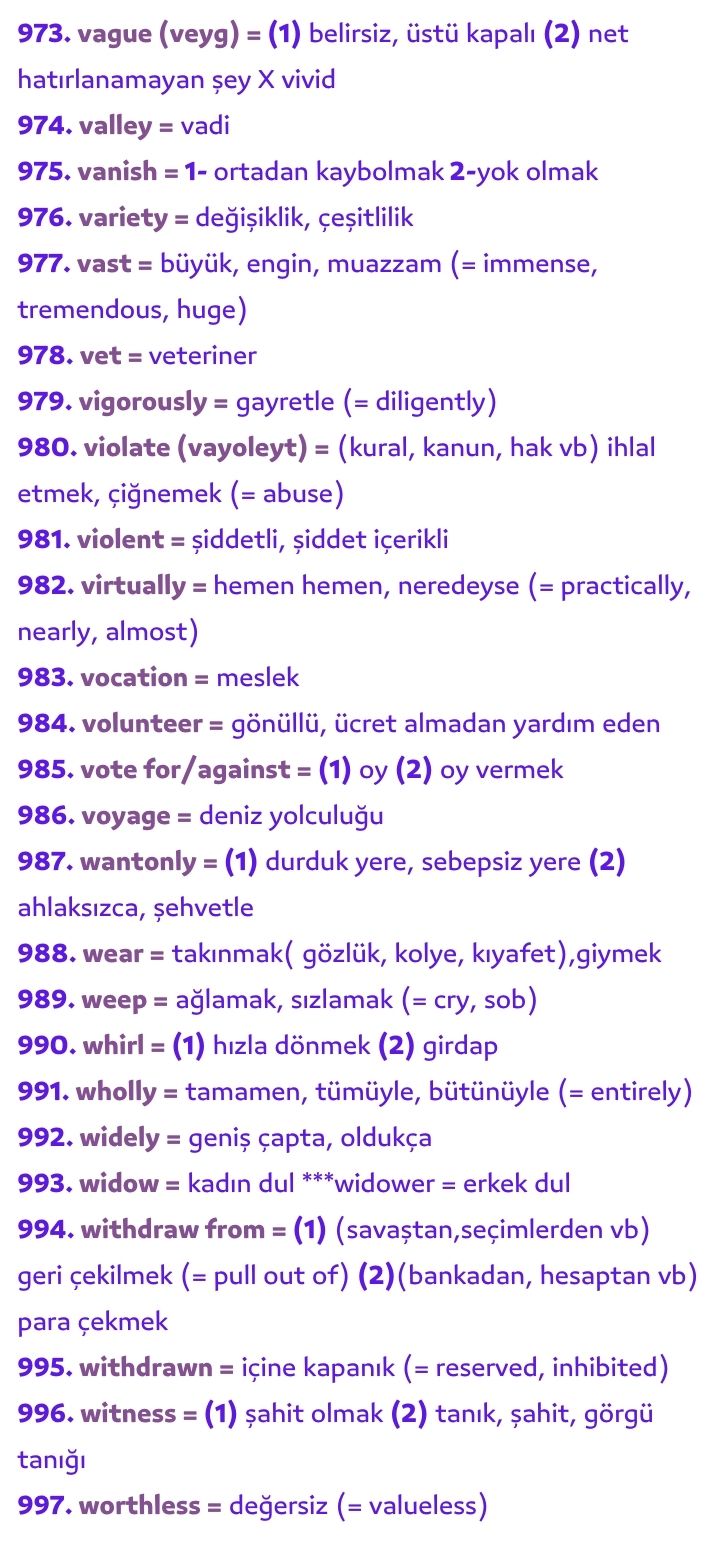 973. vague (veyg) = (1) belirsiz, üstü kapalı (2) net
hatırlanamayan şey X vivid
974. valley = vadi
975. vanish = 1- ortadan kaybolmak 2-yok olmak
976. variety = değişiklik, çeşitlilik
977. vast = büyük, engin, muazzam (= immense,
tremendous, huge)
978. vet = veteriner
979. vigorously = gayretle (= diligently)
980. violate (vayoleyt) = (kural, kanun, hak vb) ihlal
etmek, çiğnemek (= abuse)
981. violent = şiddetli, şiddet içerikli
982. virtually = hemen hemen, neredeyse (= practically,
nearly, almost)
983. vocation = meslek
984. volunteer = gönüllü, ücret almadan yardım eden
985. vote for/against = (1) oy (2) oy vermek
986. voyage = deniz yolculuğu
987. wantonly = (1) durduk yere, sebepsiz yere (2)
ahlaksızca, şehvetle
988. wear = takınmak( gözlük, kolye, kıyafet),giymek
989. weep = ağlamak, sızlamak (= cry, sob)
990. whirl = (1) hızla dönmek (2) girdap
991. wholly = tamamen, tümüyle, bütünüyle (= entirely)
992. widely = geniş çapta, oldukça
993. widow = kadın dul ***widower = erkek dul
994. withdraw from = (1) (savaştan,seçimlerden vb)
geri çekilmek (= pull out of) (2)(bankadan, hesaptan vb)
para çekmek
995. withdrawn = içine kapanık (= reserved, inhibited)
996. witness = (1) şahit olmak (2) tanık, şahit, görgü
tanığı
997. worthless = değersiz (= valueless)